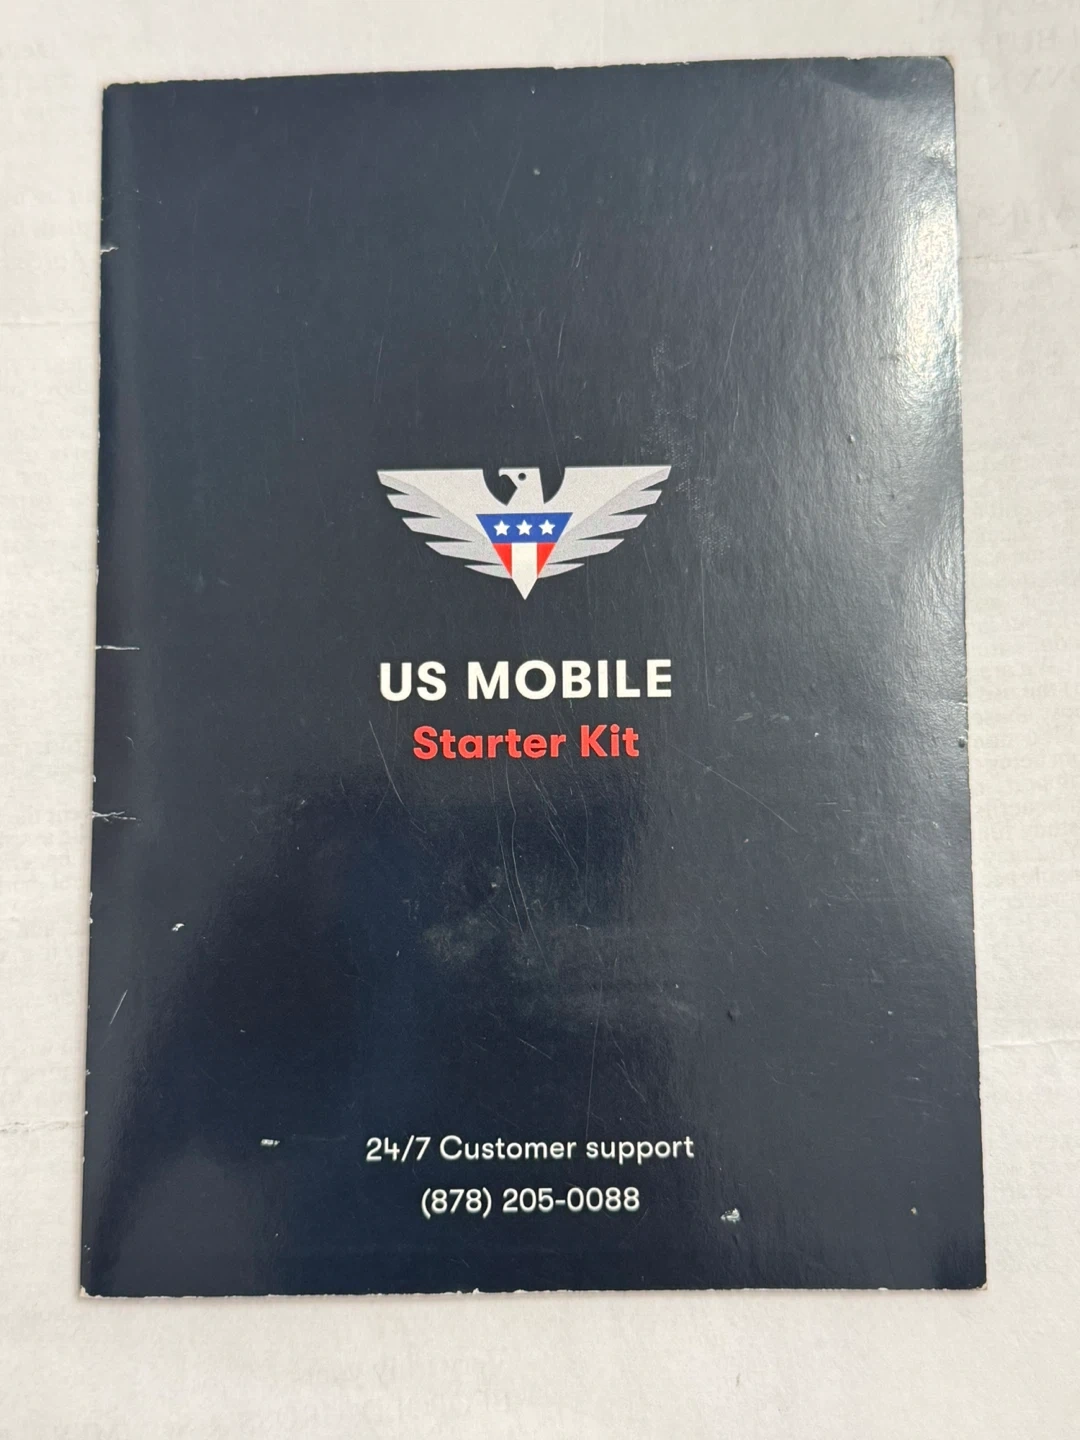 US MOBILE
Starter Kit
24/7 Customer support
(878) 205-0088